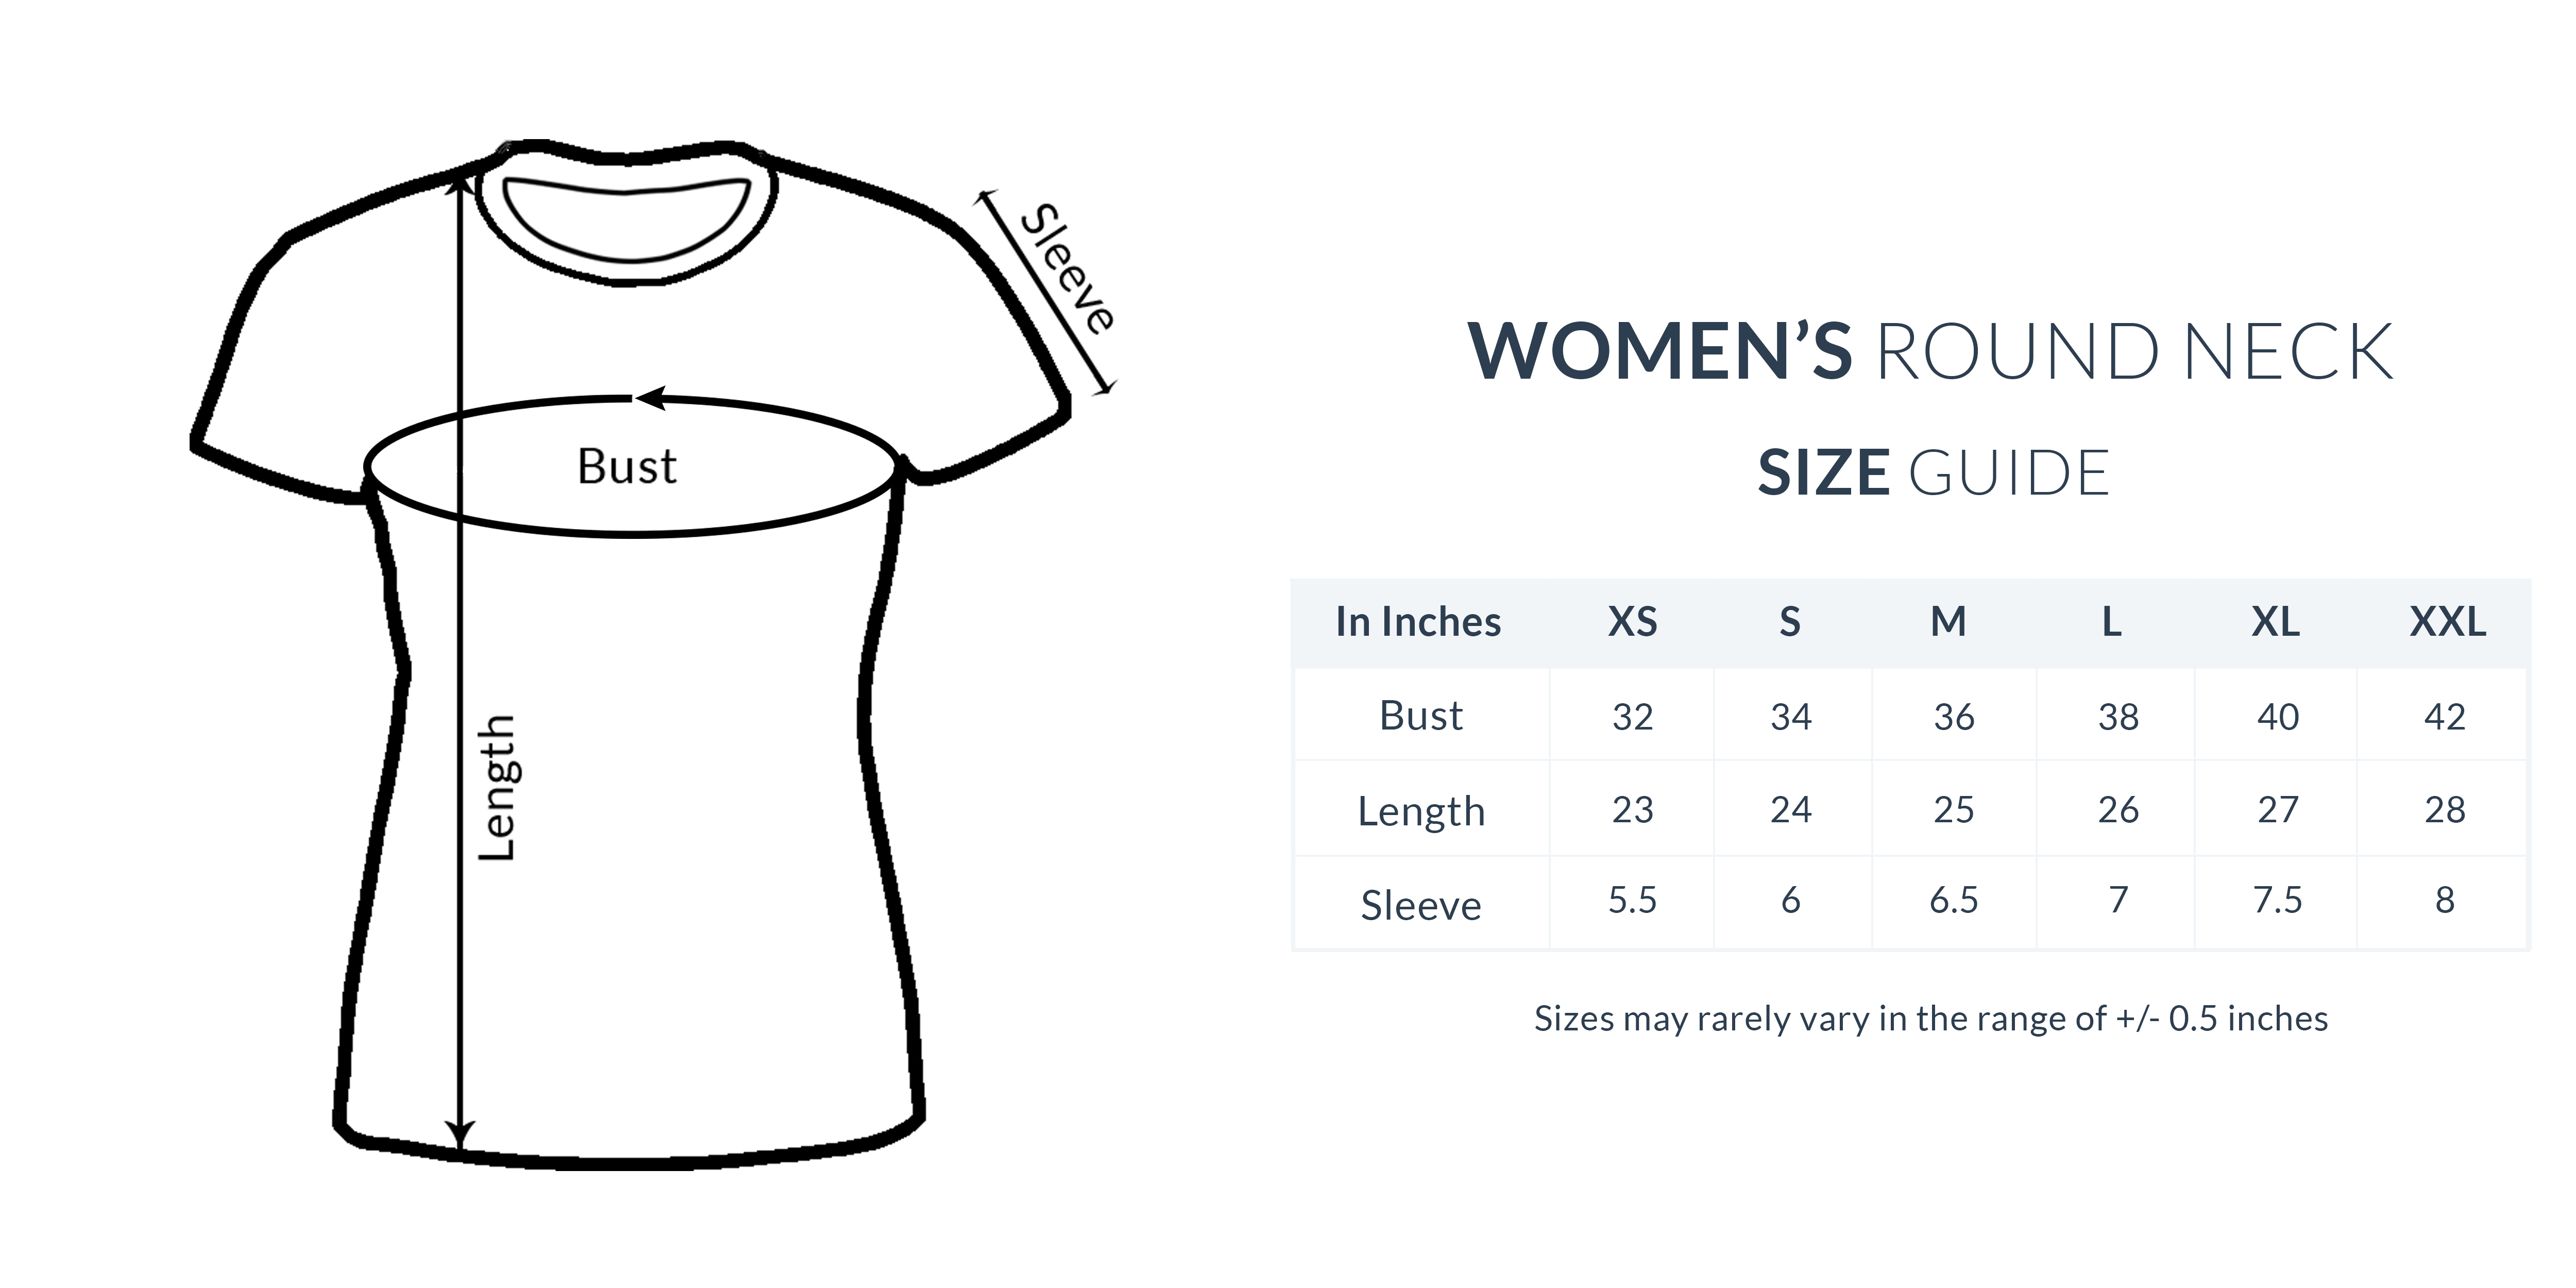 Sleeve
Bust
Length
WOMEN’S ROUND NECK
SIZE GUIDE
In Inches XS S M L XL XXL
Bust 32 34 36 38 40 42
Length 23 24 25 26 27 28
Sleeve 5.5 6 6.5 7 7.5 8
Sizes may rarely vary in the range of +/- 0.5 inches